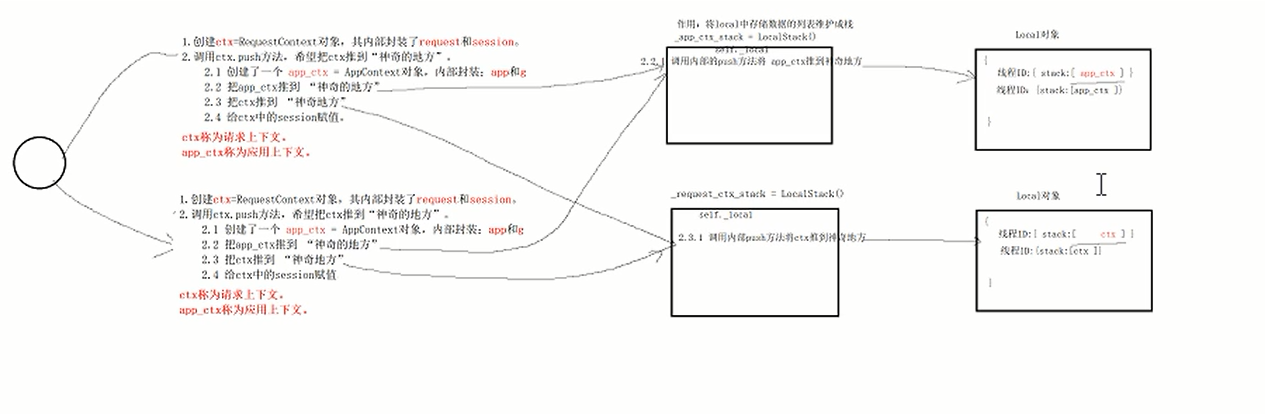 1.创建ctx=RequestContext对象，其内部封装了request和session。
2.调用ctx.push方法，希望把ctx推到“神奇的地方”。
2.1 创建了一个 app_ctx = AppContext对象，内部封装：app和g
2.2 把app_ctx推到 “神奇的地方”
2.3 把ctx推到 “神奇地方”
2.4 给ctx中的session赋值。
ctx称为请求上下文。
app_ctx称为应用上下文。
1.创建ctx=RequestContext对象，其内部封装了request和session。
2.调用ctx.push方法，希望把ctx推到“神奇的地方”。
2.1 创建了一个 app_ctx = AppContext对象，内部封装：app和g
2.2 把app_ctx推到 “神奇的地方”
2.3 把ctx推到 “神奇地方”
2.4 给ctx中的session赋值
ctx称为请求上下文。
app_ctx称为应用上下文。
作用：将local中存储数据的列表维护成栈
_app_ctx_stack = LocalStack()
self._local
2.2.1 调用内部的push方法将 app_ctx推到神奇地方
Local对象
{
线程ID:{ stack:[ app_ctx ] }
线程ID: {stack:[app_ctx ]}
}
_request_ctx_stack = LocalStack()
self._local
2.3.1 调用内部push方法将ctx推到神奇地方
Local对象
{
线程ID:{ stack:[ ctx ] }
线程ID:{stack:[ctx ]}
}